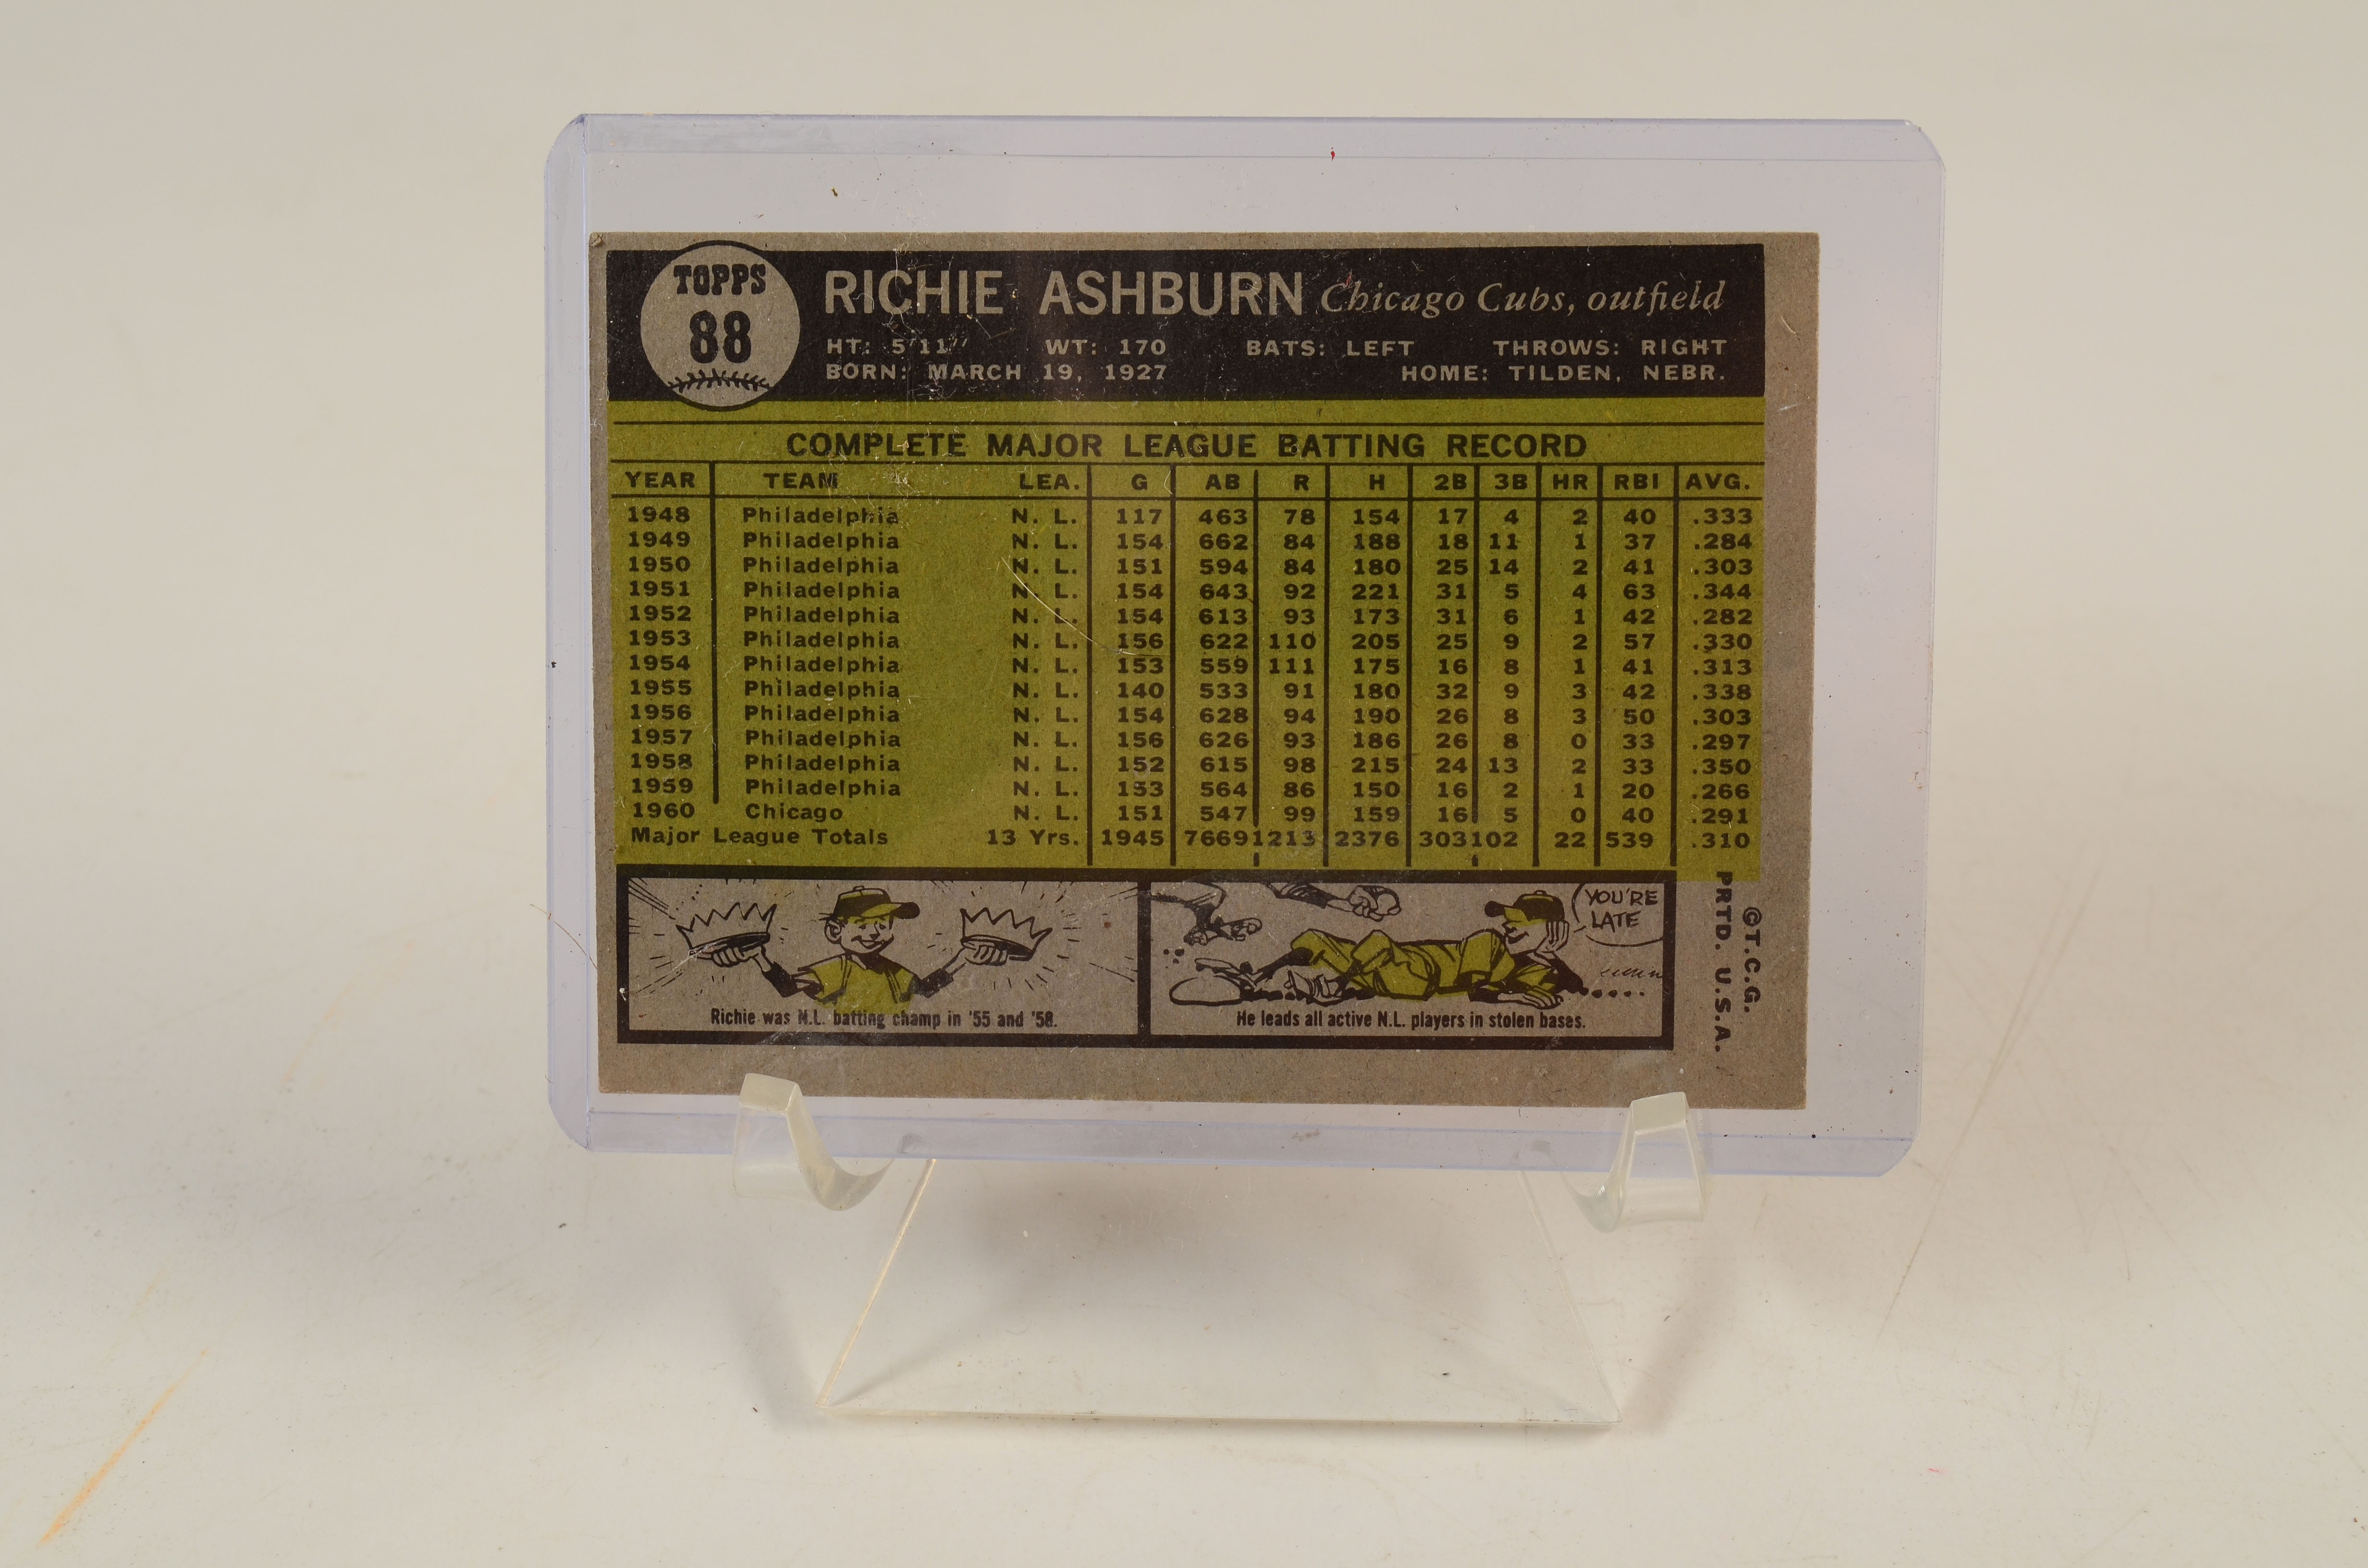 TOPPS
88
RICHIE ASHBURN Chicago Cubs, outfield
HT: 5'11" WT: 170 BATS: LEFT THROWS: RIGHT
BORN: MARCH 19, 1927 HOME: TILDEN, NEBR.
COMPLETE MAJOR LEAGUE BATTING RECORD
YEAR TEAM LEA. G AB R H 2B 3B HR RBI AVG.
1948 Philadelphia N. L. 117 463 78 154 17 4 2 40 .333
1949 Philadelphia N. L. 154 662 84 188 18 11 1 37 .284
1950 Philadelphia N. L. 151 594 84 180 25 14 2 41 .303
1951 Philadelphia N. L. 154 643 92 221 31 5 4 63 .344
1952 Philadelphia N. L. 154 613 93 173 31 6 1 42 .282
1953 Philadelphia N. L. 156 622 110 205 25 9 2 57 .330
1954 Philadelphia N. L. 153 559 111 175 16 8 1 41 .313
1955 Philadelphia N. L. 140 533 91 180 32 9 3 42 .338
1956 Philadelphia N. L. 154 628 94 190 26 8 3 50 .303
1957 Philadelphia N. L. 156 626 93 186 26 8 0 33 .297
1958 Philadelphia N. L. 152 615 98 215 24 13 2 33 .350
1959 Philadelphia N. L. 153 564 86 150 16 2 1 20 .266
1960 Chicago N. L. 151 547 99 159 16 5 0 40 .291
Major League Totals 13 Yrs. 1945 7669 1213 2376 303 102 22 539 .310
YOU'RE
LATE
Richie was N.L. batting champ in '55 and '58.
He leads all active N.L. players in stolen bases.
©T.C.G.
PRTD. U.S.A.